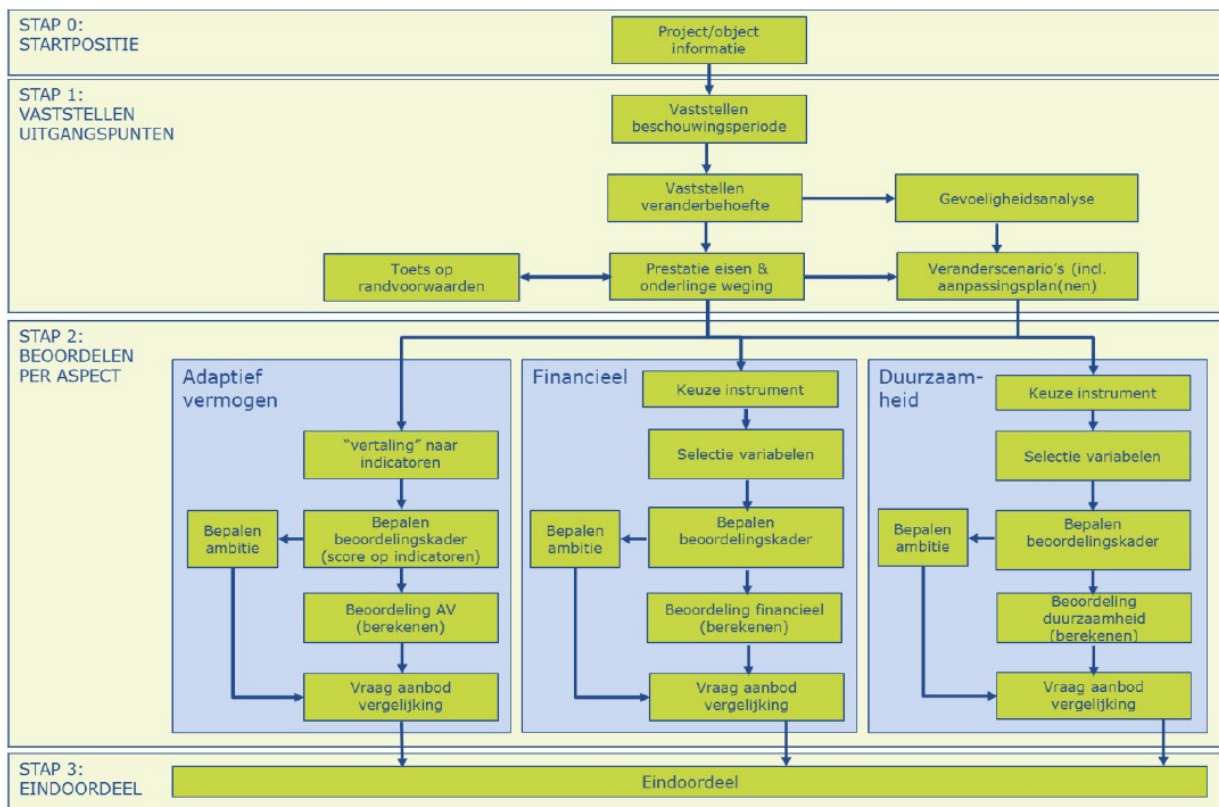 STAP 0:
STARTPOSITIE
Project/object
informatie
STAP 1:
VASTSTELLEN
UITGANGSPUNTEN
Vaststellen
beschouwingsperiode
Vaststellen
veranderbehoefte
Gevoeligheidsanalyse
Toets op
randvoorwaarden
Prestatie eisen &
onderlinge weging
Veranderscenario's (incl.
aanpassingsplan(nen)
STAP 2:
BEOORDELEN
PER ASPECT
Adaptief
vermogen
"vertaling" naar
indicatoren
Bepalen
ambitie
Bepalen
beoordelingskader
(score op indicatoren)
Beoordeling AV
(berekenen)
Vraag aanbod
vergelijking
Financieel
Keuze instrument
Selectie variabelen
Bepalen
ambitie
Bepalen
beoordelingskader
Beoordeling financieel
(berekenen)
Vraag aanbod
vergelijking
Duurzaam-
heid
Keuze instrument
Selectie variabelen
Bepalen
ambitie
Bepalen
beoordelingskader
Beoordeling
duurzaamheid
(berekenen)
Vraag aanbod
vergelijking
STAP 3:
EINDOORDEEL
Eindoordeel